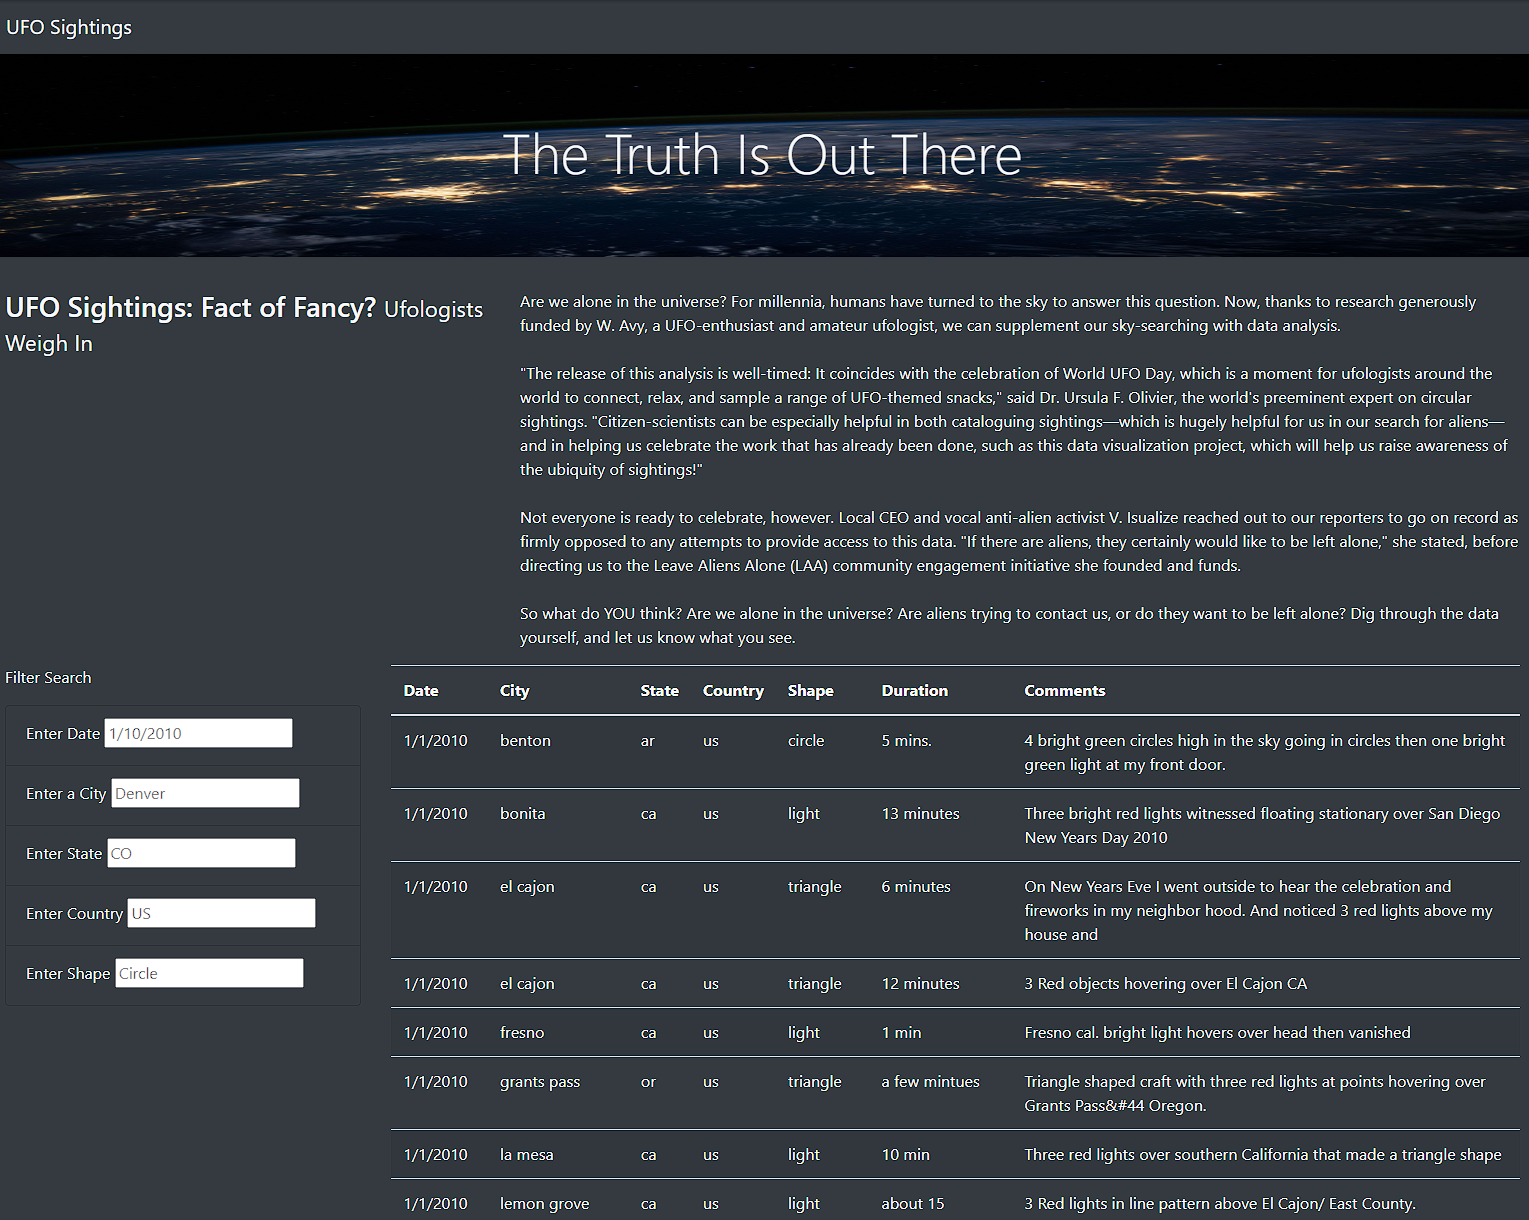 UFO Sightings
The Truth Is Out There
UFO Sightings: Fact of Fancy? Ufologists
Weigh In
Are we alone in the universe? For millennia, humans have turned to the sky to answer this question. Now, thanks to research generously
funded by W. Avy, a UFO-enthusiast and amateur ufologist, we can supplement our sky-searching with data analysis.
"The release of this analysis is well-timed: It coincides with the celebration of World UFO Day, which is a moment for ufologists around the
world to connect, relax, and sample a range of UFO-themed snacks," said Dr. Ursula F. Olivier, the world's preeminent expert on circular
sightings. "Citizen-scientists can be especially helpful in both cataloguing sightings—which is hugely helpful for us in our search for aliens—
and in helping us celebrate the work that has already been done, such as this data visualization project, which will help us raise awareness of
the ubiquity of sightings!"
Not everyone is ready to celebrate, however. Local CEO and vocal anti-alien activist V. Isualize reached out to our reporters to go on record as
firmly opposed to any attempts to provide access to this data. "If there are aliens, they certainly would like to be left alone," she stated, before
directing us to the Leave Aliens Alone (LAA) community engagement initiative she founded and funds.
So what do YOU think? Are we alone in the universe? Are aliens trying to contact us, or do they want to be left alone? Dig through the data
yourself, and let us know what you see.
Filter Search
Enter Date 1/10/2010
Enter a City Denver
Enter State CO
Enter Country US
Enter Shape Circle
Date City State Country Shape Duration Comments
1/1/2010 benton ar us circle 5 mins. 4 bright green circles high in the sky going in circles then one bright
green light at my front door.
1/1/2010 bonita ca us light 13 minutes Three bright red lights witnessed floating stationary over San Diego
New Years Day 2010
1/1/2010 el cajon ca us triangle 6 minutes On New Years Eve I went outside to hear the celebration and
fireworks in my neighbor hood. And noticed 3 red lights above my
house and
1/1/2010 el cajon ca us triangle 12 minutes 3 Red objects hovering over El Cajon CA
1/1/2010 fresno ca us light 1 min Fresno cal. bright light hovers over head then vanished
1/1/2010 grants pass or us triangle a few mintues Triangle shaped craft with three red lights at points hovering over
Grants Pass&#44 Oregon.
1/1/2010 la mesa ca us light 10 min Three red lights over southern California that made a triangle shape
1/1/2010 lemon grove ca us light about 15 3 Red lights in line pattern above El Cajon/ East County.